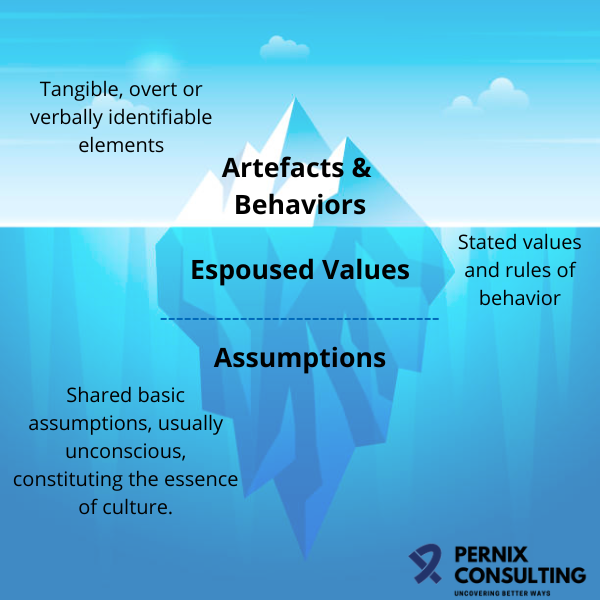 Tangible, overt or
verbally identifiable
elements
Artefacts &
Behaviors
Stated values
and rules of
behavior
Espoused Values
Assumptions
Shared basic
assumptions, usually
unconscious,
constituting the essence
of culture.
PERNIX
CONSULTING
UNCOVERING BETTER WAYS